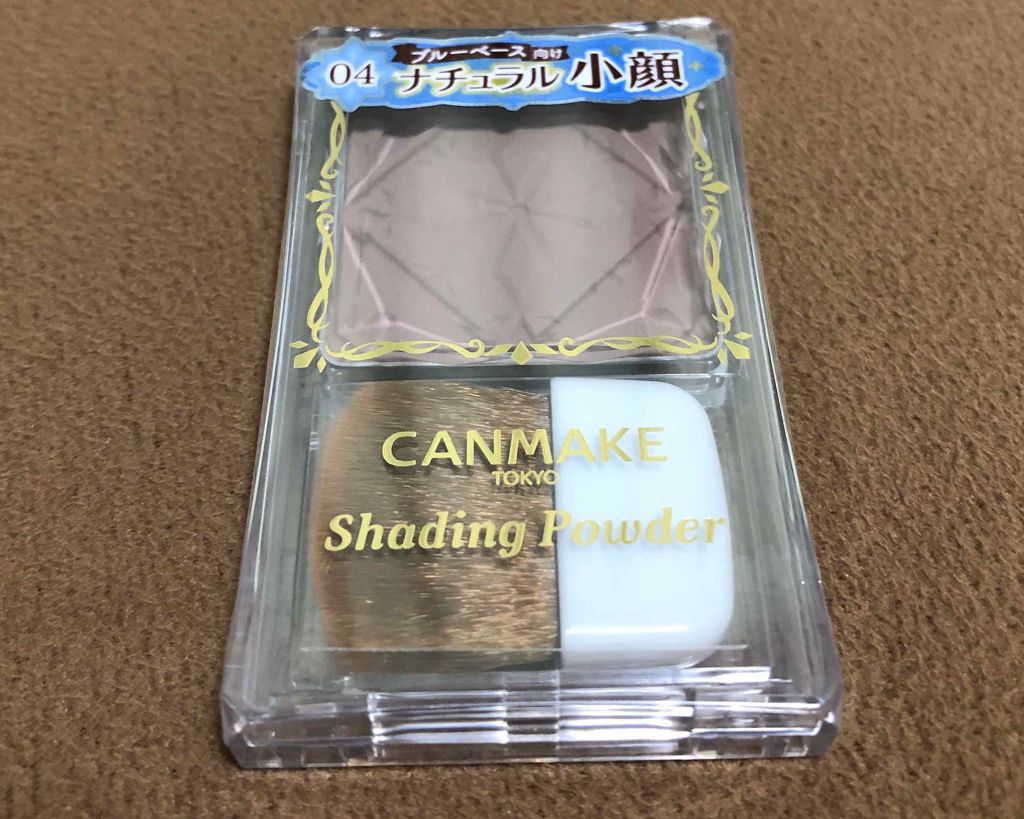 04
ブルーベース 向け
ナチュラル 小顔
CANMAKE
TOKYO
Shading Powder